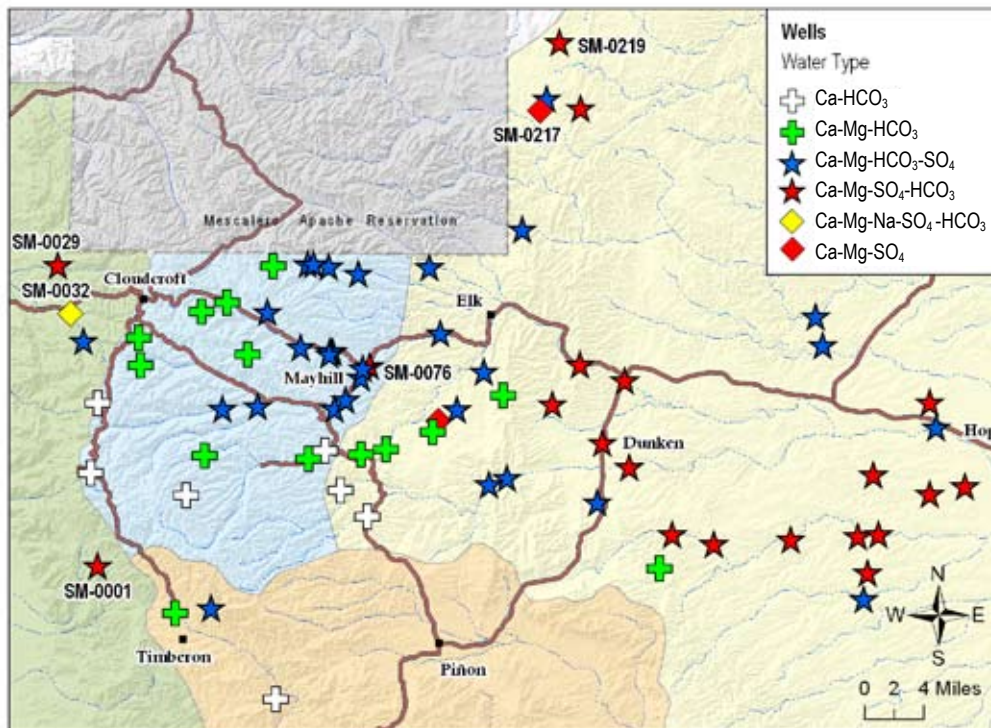 Wells
Water Type
Ca-HCO₃
Ca-Mg-HCO₃
Ca-Mg-HCO₃-SO₄
Ca-Mg-SO₄-HCO₃
Ca-Mg-Na-SO₄-HCO₃
Ca-Mg-SO₄
SM-0219
SM-0217
Mescalero Apache Reservation
SM-0029
Cloudcroft
SM-0032
Elk
Mayhill
SM-0076
Hop
Dunken
SM-0001
Timberon
Piñon
N
W E
S
0 2 4 Miles